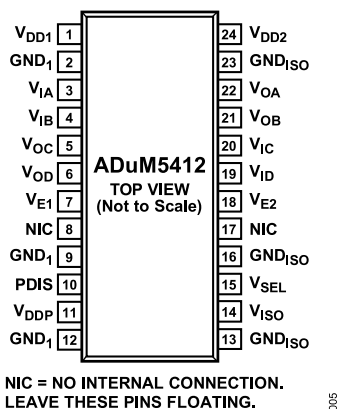 VDD1 1 24 VDD2
GND1 2 23 GNDISO
VIA 3 22 VOA
VIB 4 21 VOB
VOC 5 20 VIC
VOD 6 19 VID
VE1 7 18 VE2
NIC 8 17 NIC
GND1 9 16 GNDISO
PDIS 10 15 VSEL
VDDP 11 14 VISO
GND1 12 13 GNDISO
ADuM5412
TOP VIEW
(Not to Scale)
NIC = NO INTERNAL CONNECTION.
LEAVE THESE PINS FLOATING.
005